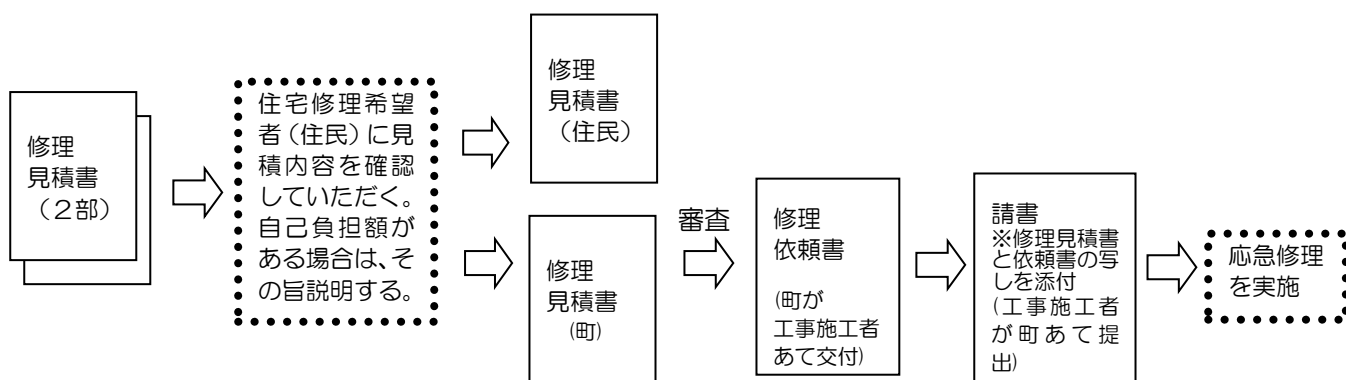 修理
見積書
（２部）
住宅修理希望
者（住民）に見
積内容を確認
していただく。
自己負担額が
ある場合は、そ
の旨説明する。
修理
見積書
（住民）
修理
見積書
(町)
審査
修理
依頼書
(町が
工事施工者
あて交付)
請書
※修理見積書
と依頼書の写
しを添付
(工事施工者
が町あて提
出)
応急修理
を実施